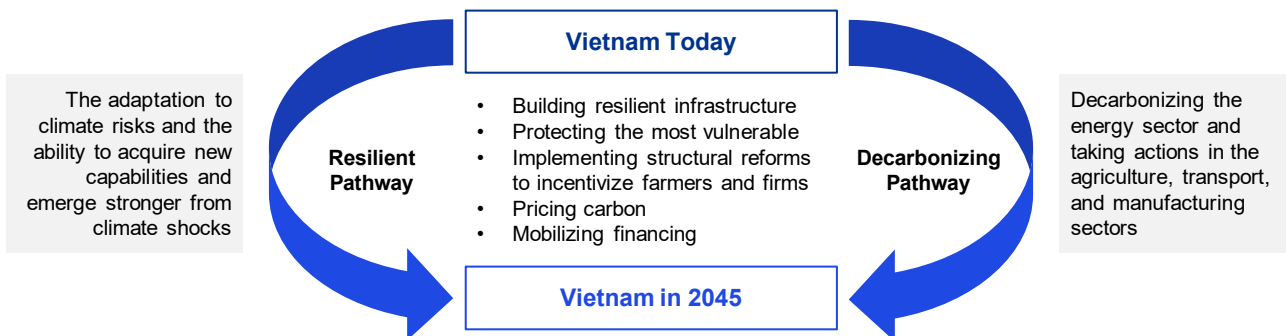 Vietnam Today
The adaptation to
climate risks and the
ability to acquire new
capabilities and
emerge stronger from
climate shocks
Resilient
Pathway
• Building resilient infrastructure
• Protecting the most vulnerable
• Implementing structural reforms
to incentivize farmers and firms
• Pricing carbon
• Mobilizing financing
Decarbonizing
Pathway
Decarbonizing the
energy sector and
taking actions in the
agriculture, transport,
and manufacturing
sectors
Vietnam in 2045